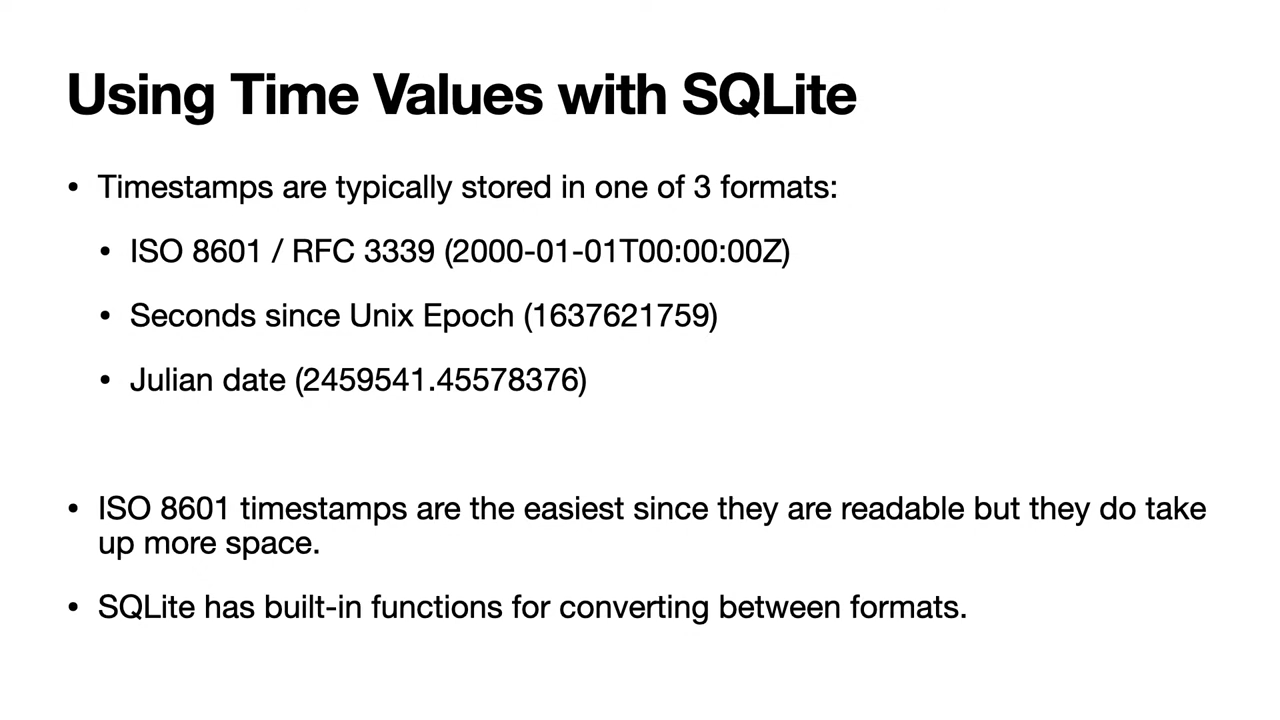 Using Time Values with SQLite
• Timestamps are typically stored in one of 3 formats:
• ISO 8601 / RFC 3339 (2000-01-01T00:00:00Z)
• Seconds since Unix Epoch (1637621759)
• Julian date (2459541.45578376)
• ISO 8601 timestamps are the easiest since they are readable but they do take
up more space.
• SQLite has built-in functions for converting between formats.